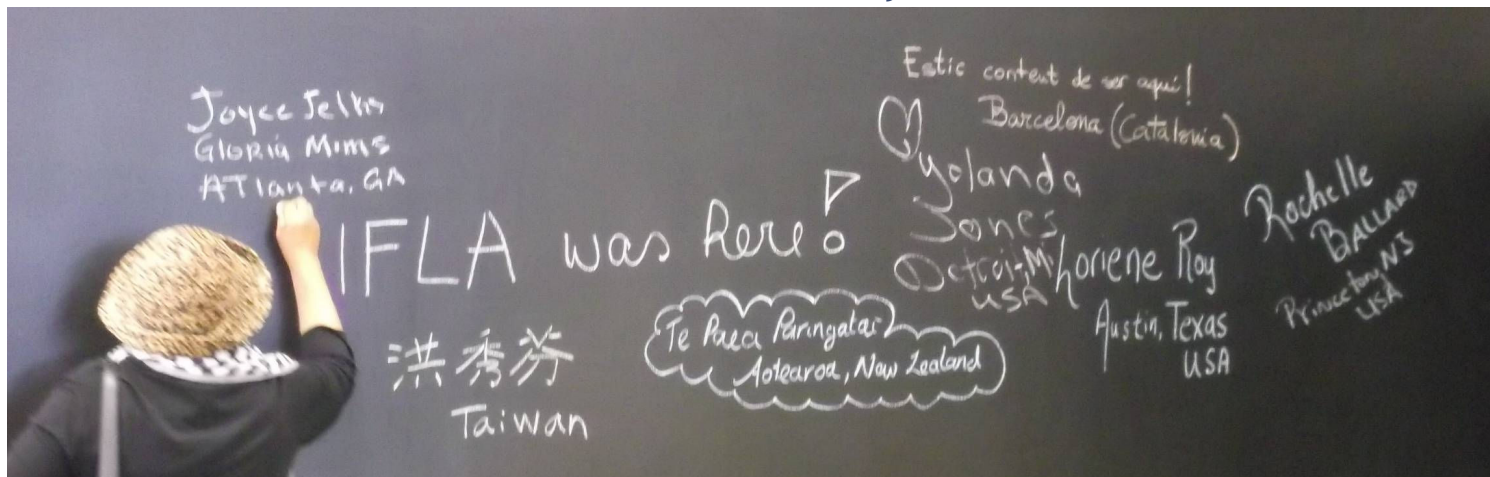 Joyce Jelks
Gloria Mims
ATlanta, GA
IFLA was here!
洪秀芬
Taiwan
Te Paea Paringatai
Aotearoa, New Zealand
Estic content de ser aquí!
Barcelona (Catalonia)
Yolanda
Jones
Detroit, MI
USA
Loriene Roy
Austin, Texas
USA
Rochelle
BALLARD
Princeton NJ
USA